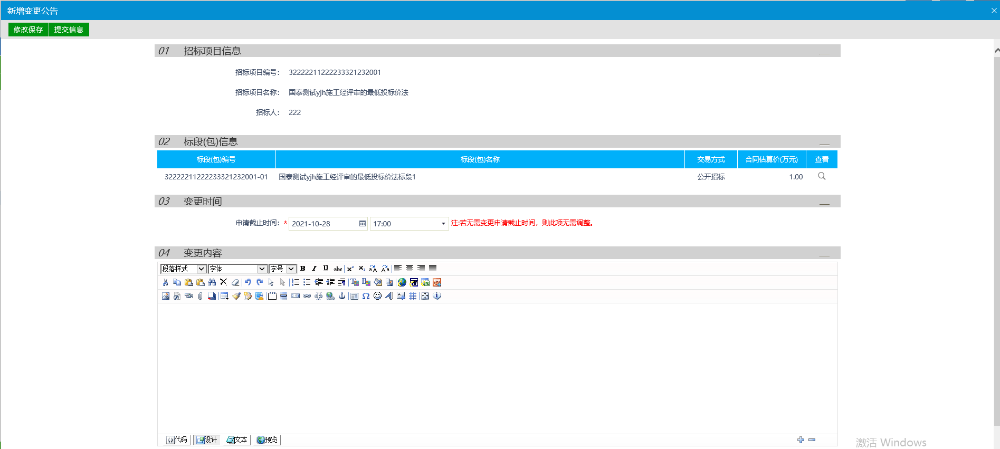 新增变更公告
修改保存 提交信息
01 招标项目信息
招标项目编号： 32222211222233321232001
招标项目名称： 国泰测试yjh施工经评审的最低投标价法
招标人： 222
02 标段(包)信息
标段(包)编号 标段(包)名称 交易方式 合同估算价(万元) 查看
32222211222233321232001-01 国泰测试yjh施工经评审的最低投标价法标段1 公开招标 1.00
03 变更时间
申请截止时间：* 2021-10-28 17:00 注:若无需变更申请截止时间，则此项无需调整。
04 变更内容
段落样式 字体 字号
代码 设计 文本 预览
激活 Windows